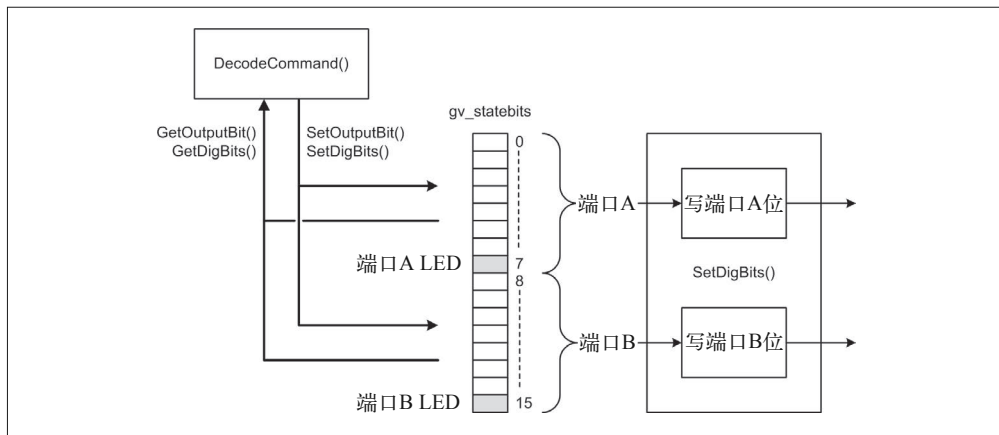 DecodeCommand()
gv_statebits
GetOutputBit()
GetDigBits()
SetOutputBit()
SetDigBits()
0
端口A
写端口A位
端口A LED
7
8
SetDigBits()
端口B
写端口B位
端口B LED
15